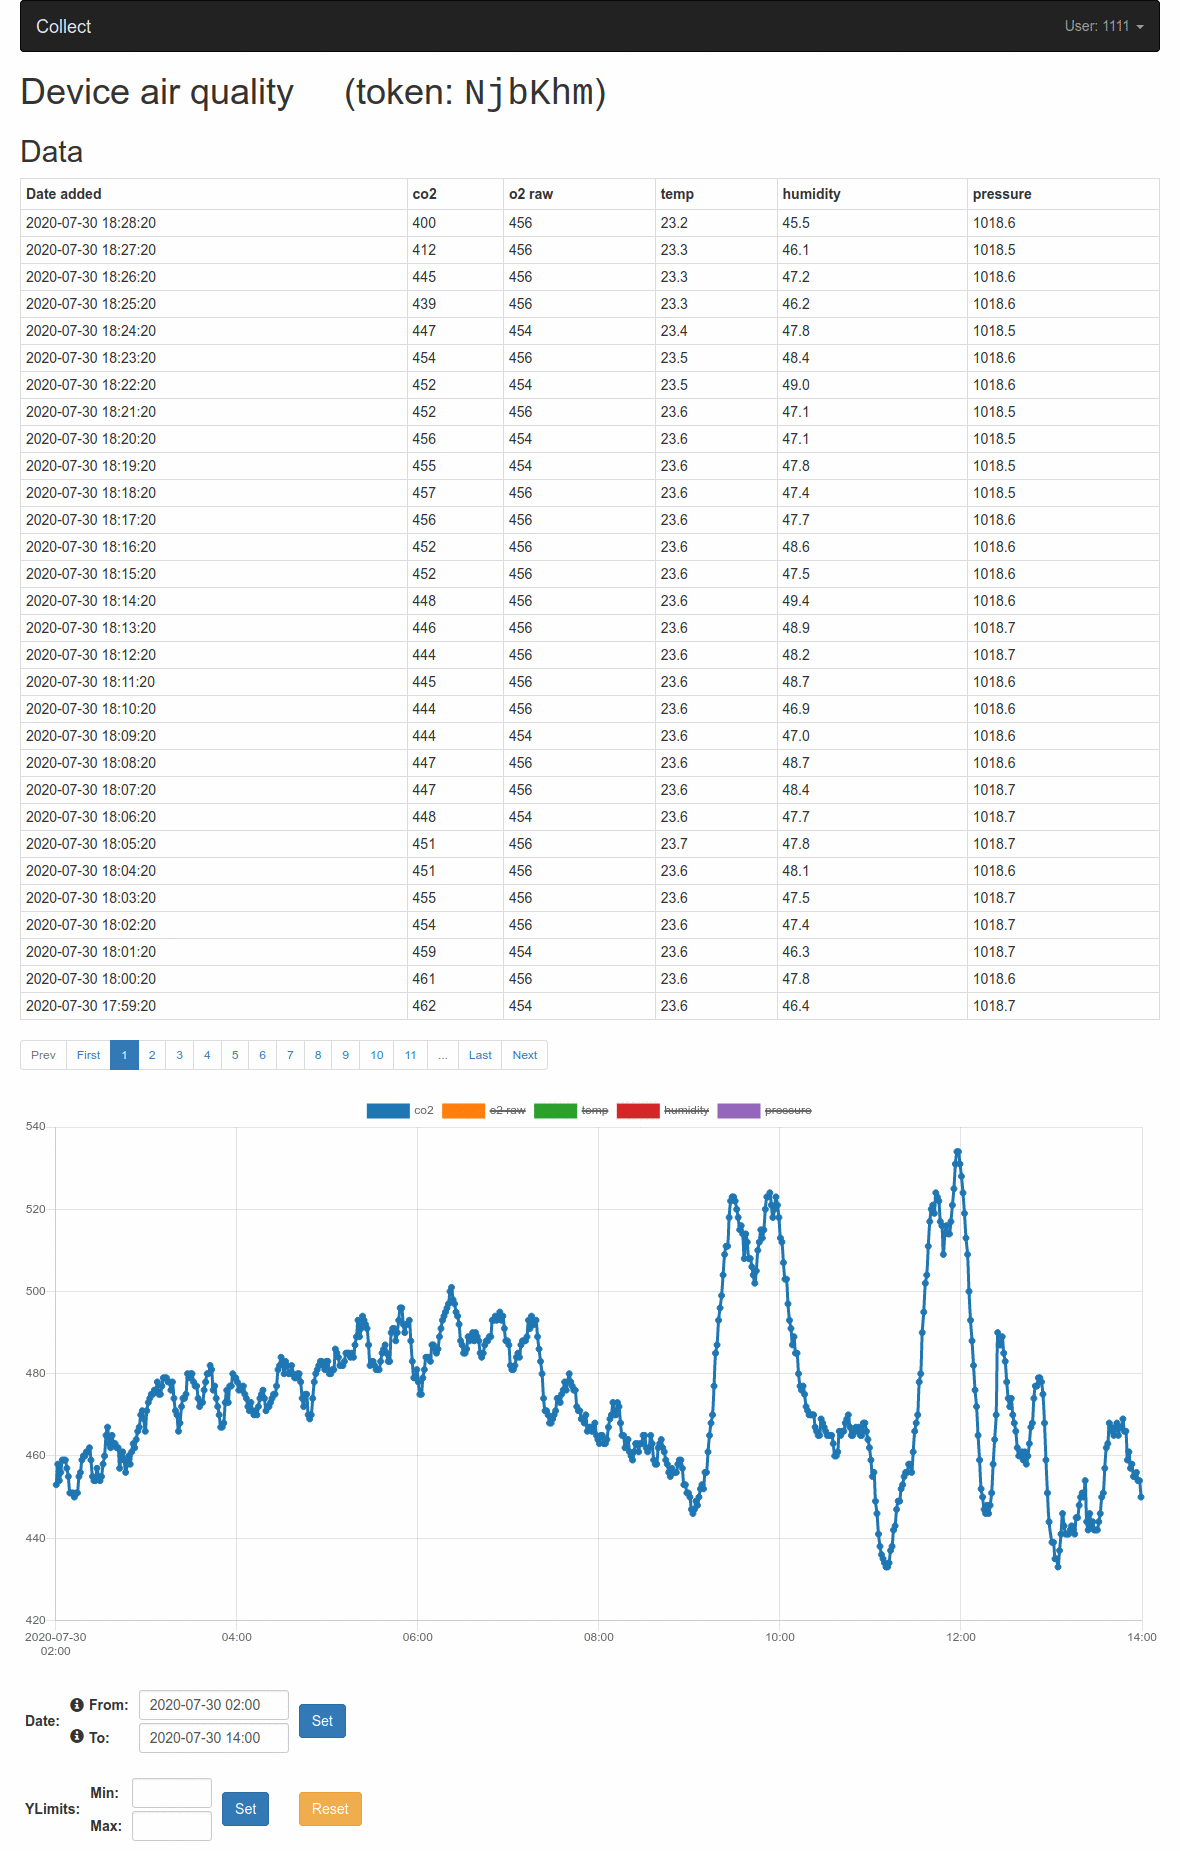 Collect User: 1111
Device air quality (token: NjbKhm)
Data
Date added co2 o2 raw temp humidity pressure
2020-07-30 18:28:20 400 456 23.2 45.5 1018.6
2020-07-30 18:27:20 412 456 23.3 46.1 1018.5
2020-07-30 18:26:20 445 456 23.3 47.2 1018.6
2020-07-30 18:25:20 439 456 23.3 46.2 1018.6
2020-07-30 18:24:20 447 454 23.4 47.8 1018.5
2020-07-30 18:23:20 454 456 23.5 48.4 1018.6
2020-07-30 18:22:20 452 454 23.5 49.0 1018.6
2020-07-30 18:21:20 452 456 23.6 47.1 1018.5
2020-07-30 18:20:20 456 454 23.6 47.1 1018.5
2020-07-30 18:19:20 455 454 23.6 47.8 1018.5
2020-07-30 18:18:20 457 456 23.6 47.4 1018.5
2020-07-30 18:17:20 456 456 23.6 47.7 1018.6
2020-07-30 18:16:20 452 456 23.6 48.6 1018.6
2020-07-30 18:15:20 452 456 23.6 47.5 1018.6
2020-07-30 18:14:20 448 456 23.6 49.4 1018.6
2020-07-30 18:13:20 446 456 23.6 48.9 1018.7
2020-07-30 18:12:20 444 456 23.6 48.2 1018.7
2020-07-30 18:11:20 445 456 23.6 48.7 1018.6
2020-07-30 18:10:20 444 456 23.6 46.9 1018.6
2020-07-30 18:09:20 444 454 23.6 47.0 1018.6
2020-07-30 18:08:20 447 456 23.6 48.7 1018.6
2020-07-30 18:07:20 447 456 23.6 48.4 1018.7
2020-07-30 18:06:20 448 454 23.6 47.7 1018.7
2020-07-30 18:05:20 451 456 23.7 47.8 1018.7
2020-07-30 18:04:20 451 456 23.6 48.1 1018.6
2020-07-30 18:03:20 455 456 23.6 47.5 1018.7
2020-07-30 18:02:20 454 456 23.6 47.4 1018.7
2020-07-30 18:01:20 459 454 23.6 46.3 1018.7
2020-07-30 18:00:20 461 456 23.6 47.8 1018.6
2020-07-30 17:59:20 462 454 23.6 46.4 1018.7
Prev First 1 2 3 4 5 6 7 8 9 10 11 ... Last Next
co2 o2 raw temp humidity pressure
540
520
500
480
460
440
420
2020-07-30 04:00 06:00 08:00 10:00 12:00 14:00
02:00
From: 2020-07-30 02:00
Date: Set
To: 2020-07-30 14:00
Min:
YLimits: Set Reset
Max: